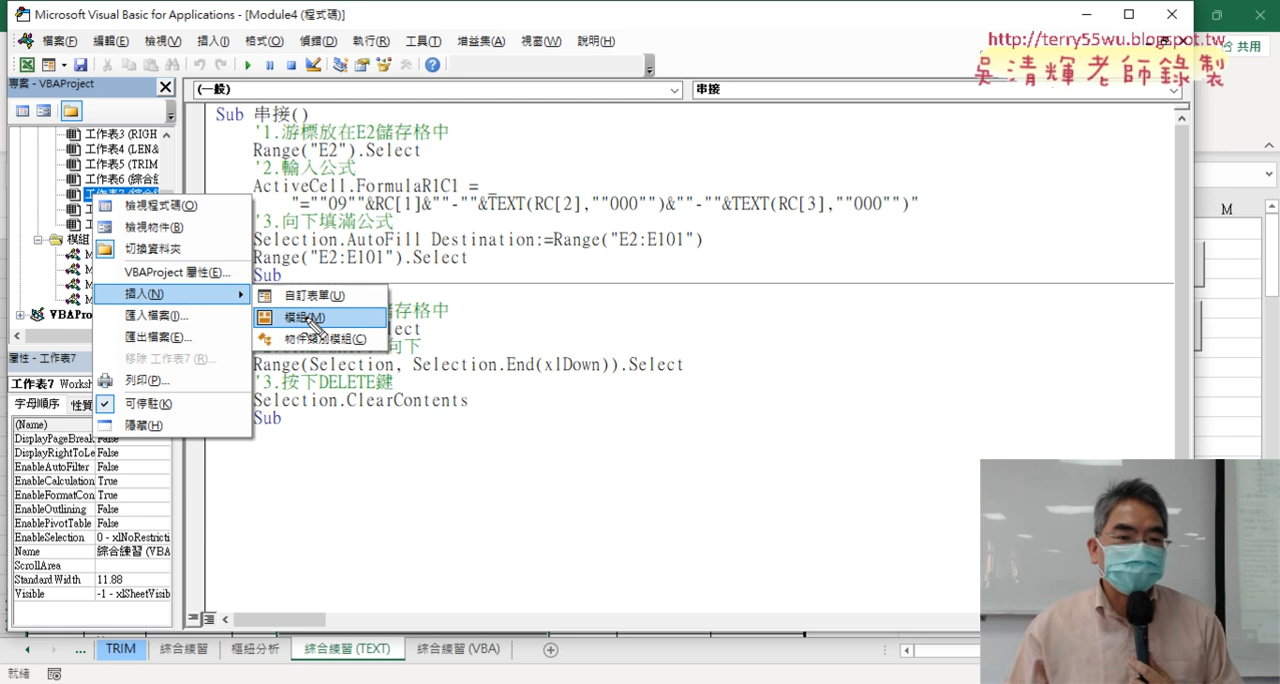 Microsoft Visual Basic for Applications - [Module4 (程式碼)]
檔案(F) 編輯(E) 檢視(V) 插入(I) 格式(O) 偵錯(D) 執行(R) 工具(T) 增益集(A) 視窗(W) 說明(H)
http://terry55wu.blogspot.tw
共用
吳清輝老師錄製
專案 - VBAProject
(一般)
串接
工作表3 (RIGH
工作表4 (LEN&
工作表5 (TRIM
工作表6 (綜合
模組
VBAPro
Sub 串接()
'1.游標放在E2儲存格中
Range("E2").Select
'2.輸入公式
ActiveCell.FormulaR1C1 = _
"=""09""&RC[1]&""-""&TEXT(RC[2],""000"")&""-""&TEXT(RC[3],""000"")"
'3.向下填滿公式
Selection.AutoFill Destination:=Range("E2:E101")
Range("E2:E101").Select
Sub
儲存格中
ect
向下
Range(Selection, Selection.End(xlDown)).Select
'3.按下DELETE鍵
Selection.ClearContents
Sub
檢視程式碼(O)
檢視物件(B)
切換資料夾
VBAProject 屬性(E)...
插入(N)
匯入檔案(I)...
匯出檔案(E)...
移除 工作表7(R)...
列印(P)...
可停駐(K)
隱藏(H)
自訂表單(U)
模組(M)
物件類別模組(C)
屬性 - 工作表7
工作表7 Worksh
字母順序 性質
(Name)
DisplayPageBreak False
DisplayRightToLe False
EnableAutoFilter False
EnableCalculation True
EnableFormatCon True
EnableOutlining False
EnablePivotTable False
EnableSelection 0 - xlNoRestricti
Name 綜合練習 (VBA
ScrollArea
StandardWidth 11.88
Visible -1 - xlSheetVisib
M
... TRIM 綜合練習 樞紐分析 綜合練習 (TEXT) 綜合練習 (VBA)
就緒